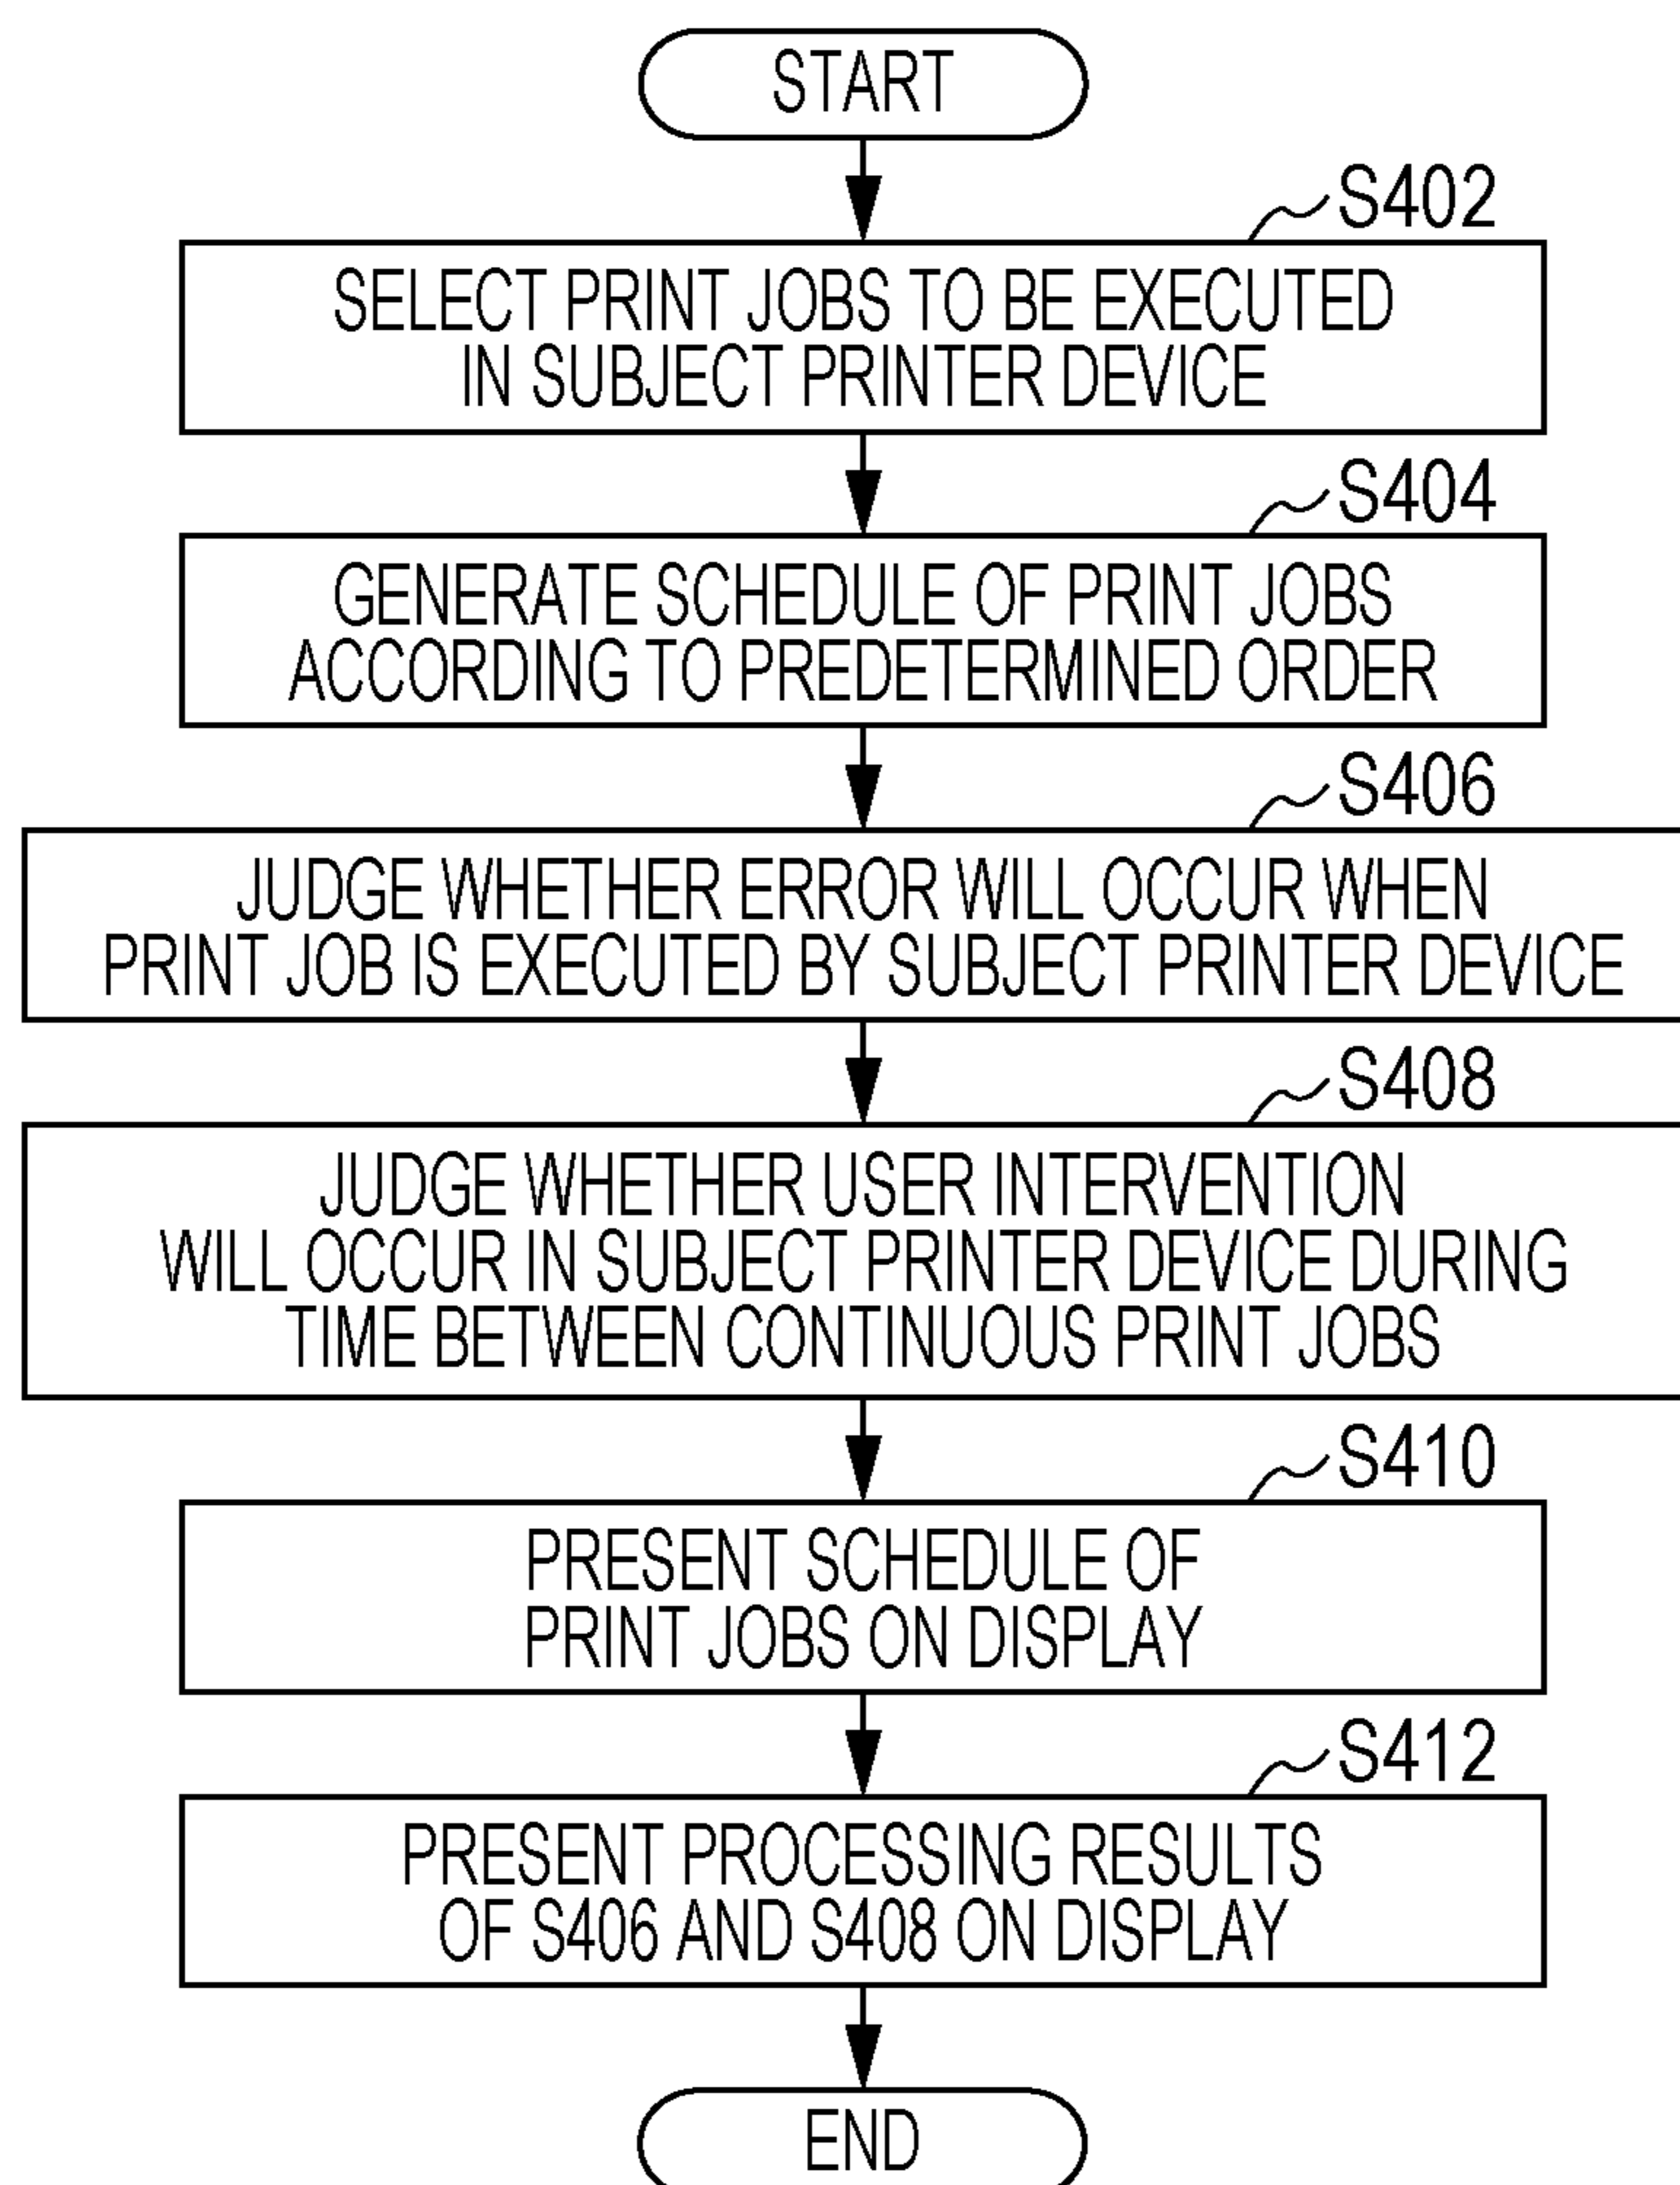 START
S402
SELECT PRINT JOBS TO BE EXECUTED
IN SUBJECT PRINTER DEVICE
S404
GENERATE SCHEDULE OF PRINT JOBS
ACCORDING TO PREDETERMINED ORDER
S406
JUDGE WHETHER ERROR WILL OCCUR WHEN
PRINT JOB IS EXECUTED BY SUBJECT PRINTER DEVICE
S408
JUDGE WHETHER USER INTERVENTION
WILL OCCUR IN SUBJECT PRINTER DEVICE DURING
TIME BETWEEN CONTINUOUS PRINT JOBS
S410
PRESENT SCHEDULE OF
PRINT JOBS ON DISPLAY
S412
PRESENT PROCESSING RESULTS
OF S406 AND S408 ON DISPLAY
END